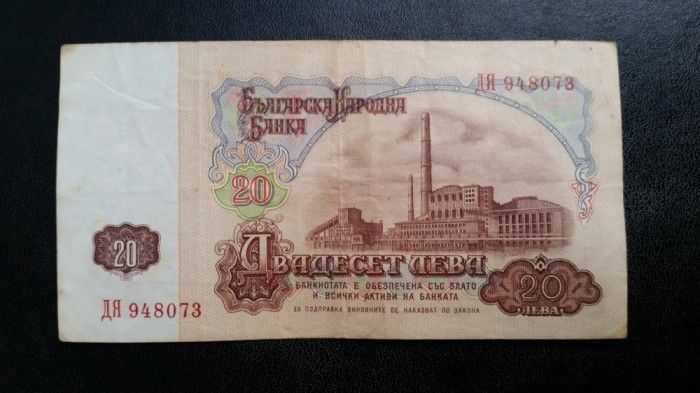 ДЯ 948073
Българска Народна
Банка
20
20
Двадесет Лева
БАНКНОТАТА Е ОБЕЗПЕЧЕНА СЪС ЗЛАТО
И ВСИЧКИ АКТИВИ НА БАНКАТА
20
ЛЕВА
ДЯ 948073
ЗА ПОДПРАВКА ВИНОВНИТЕ СЕ НАКАЗВАТ ПО ЗАКОНА